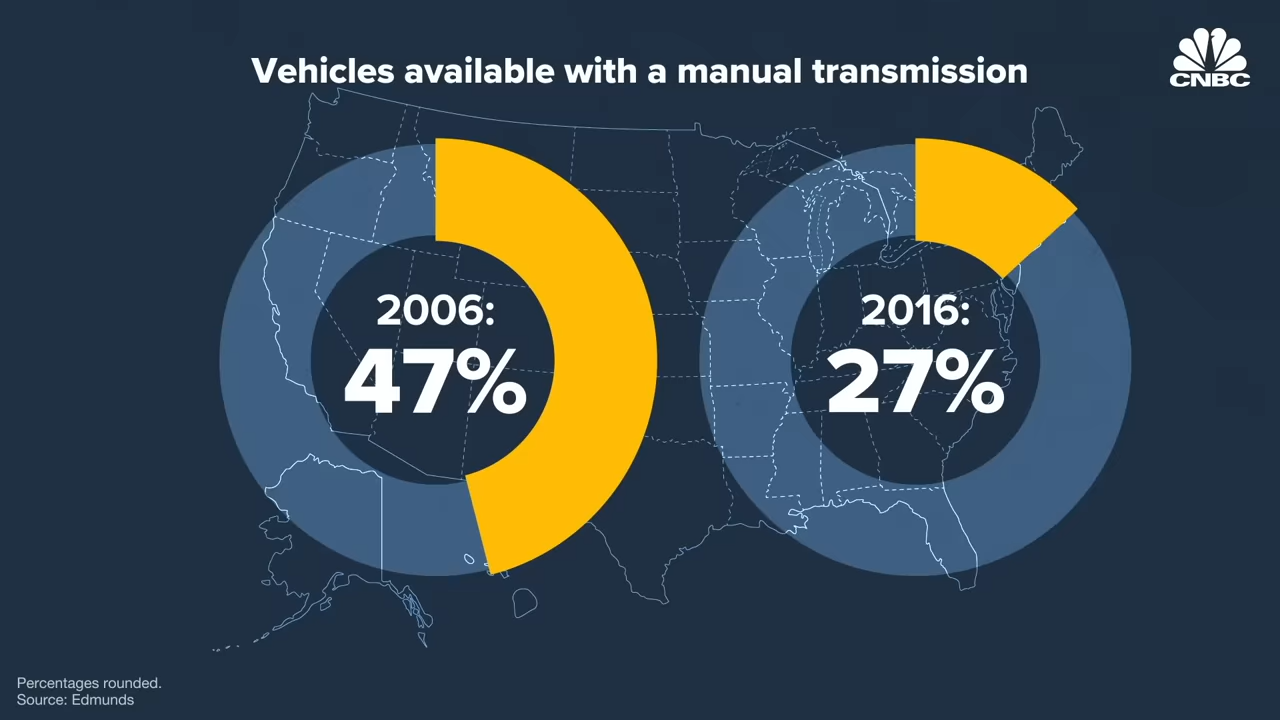 Vehicles available with a manual transmission
CNBC
2006:
47%
2016:
27%
Percentages rounded.
Source: Edmunds